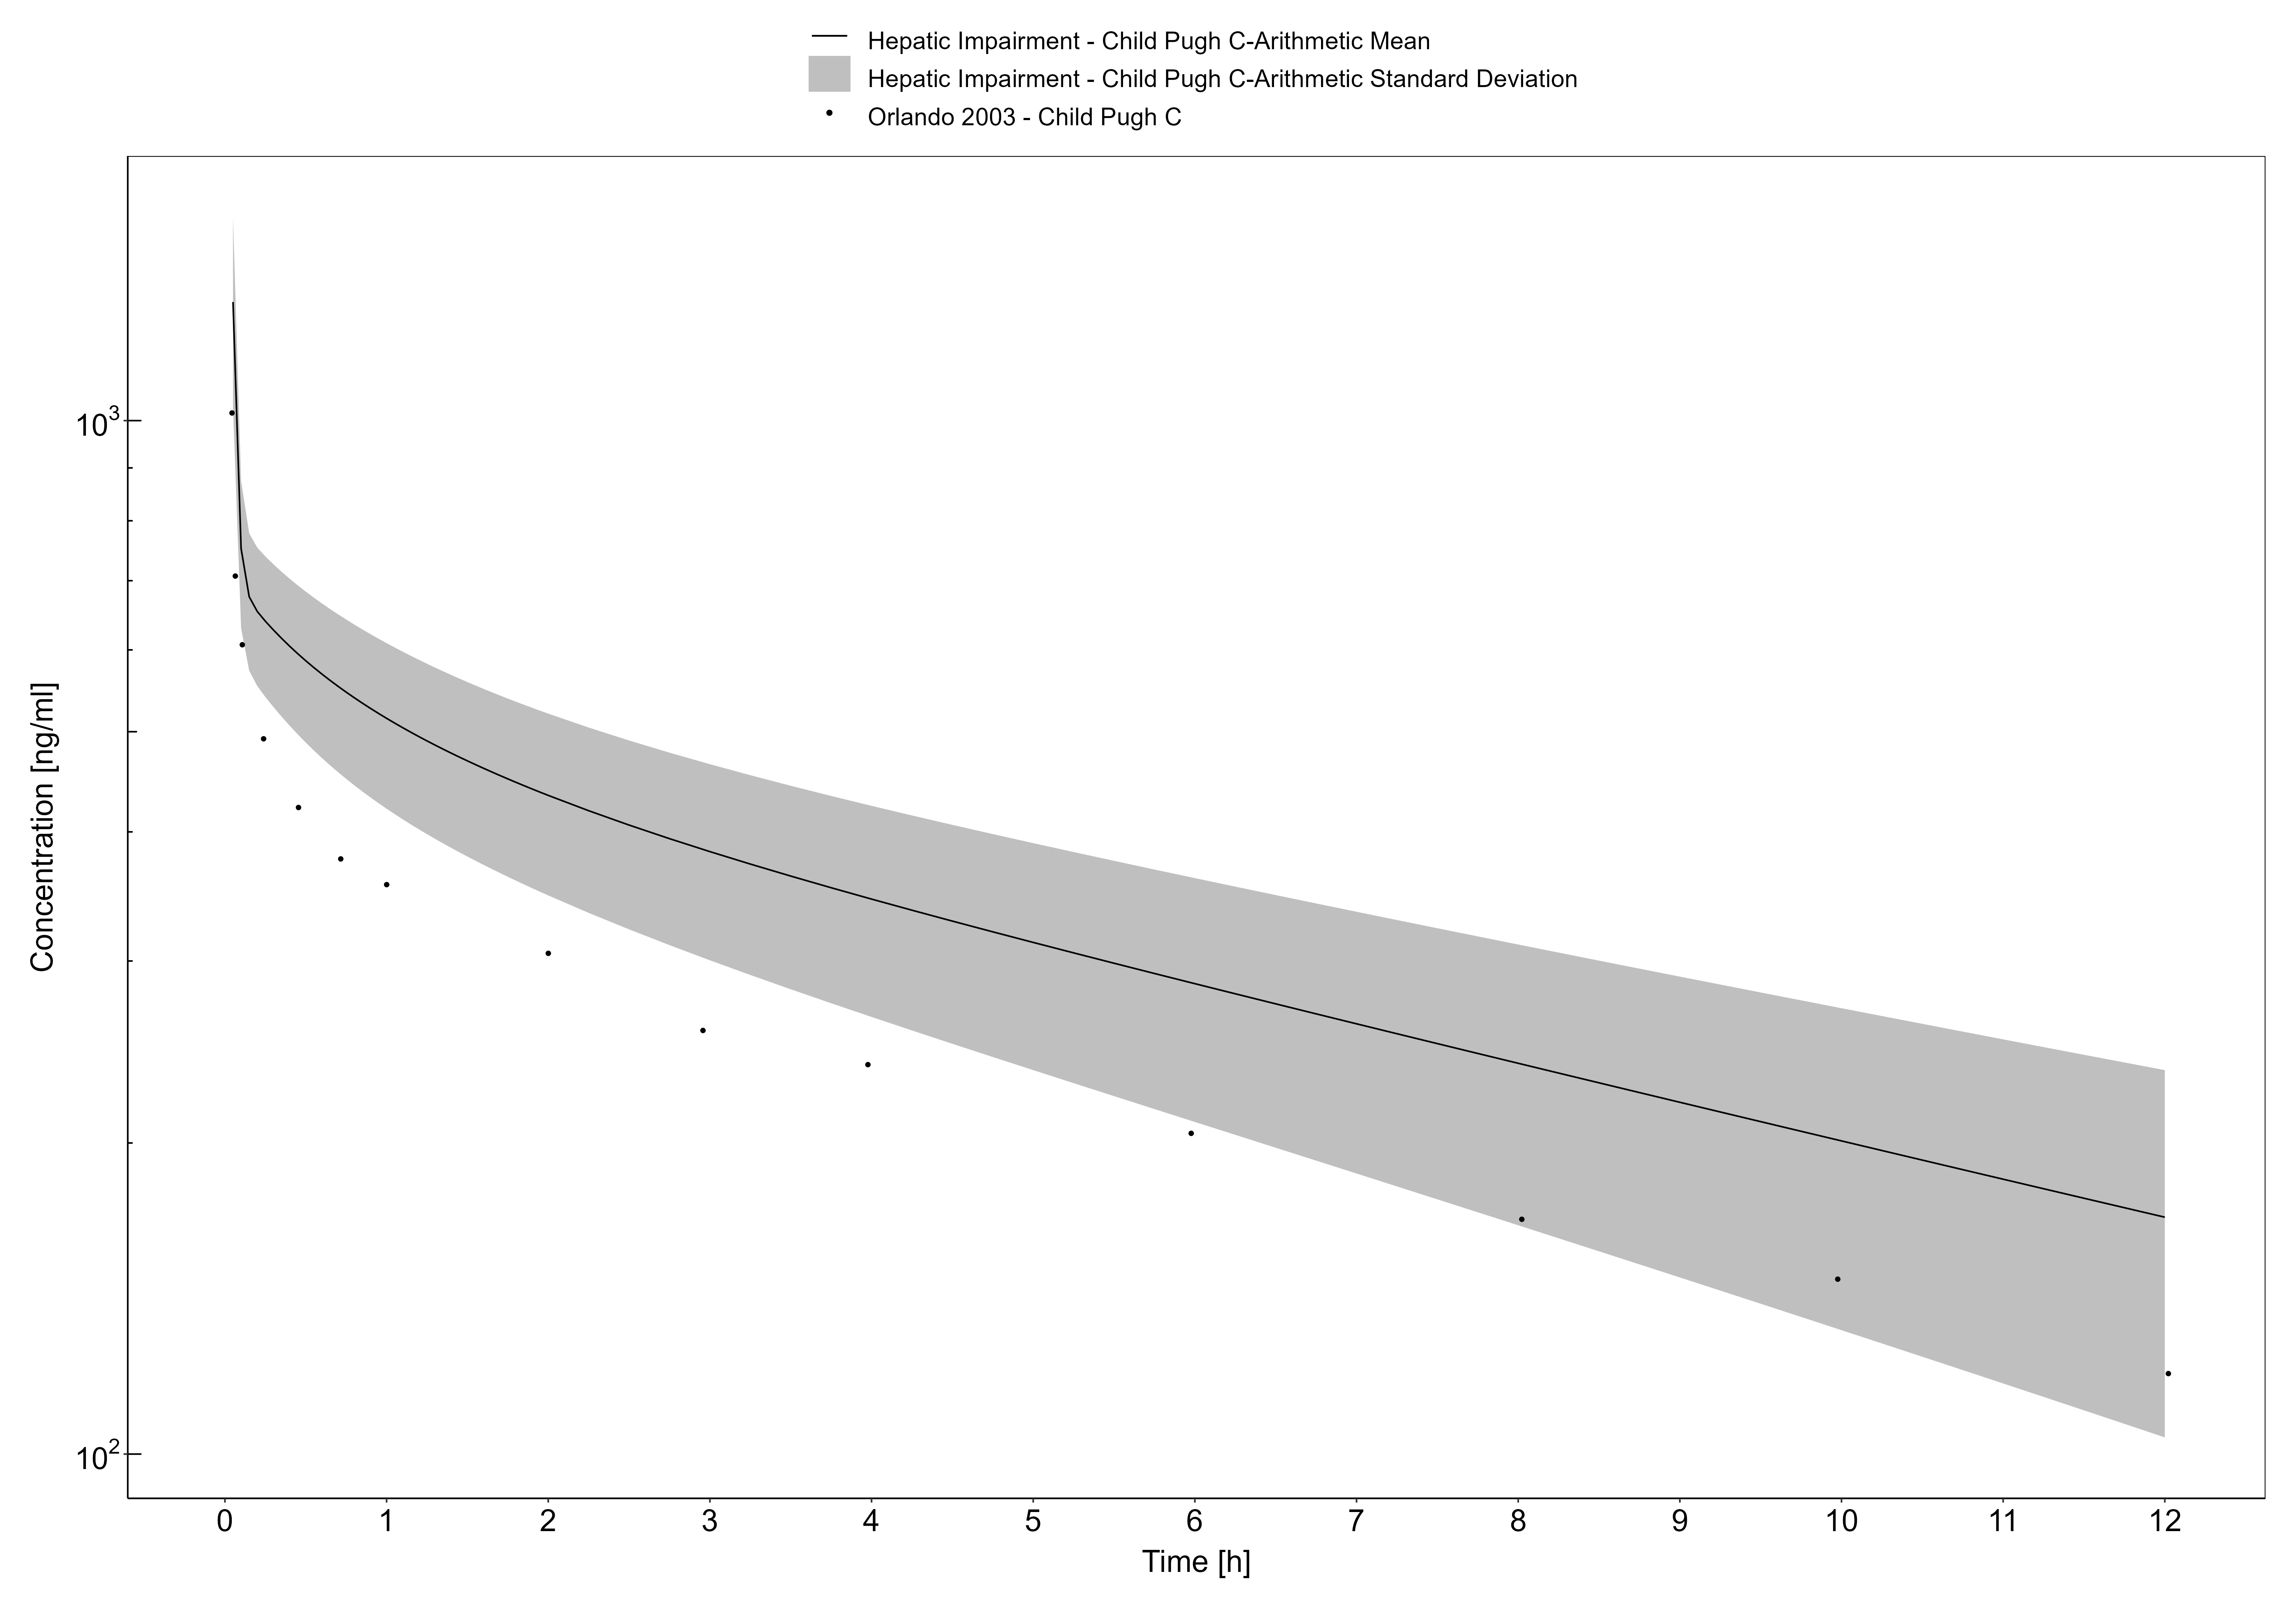 Hepatic Impairment - Child Pugh C-Arithmetic Mean
Hepatic Impairment - Child Pugh C-Arithmetic Standard Deviation
Orlando 2003 - Child Pugh C
10³
10²
Concentration [ng/ml]
0 1 2 3 4 5 6 7 8 9 10 11 12
Time [h]